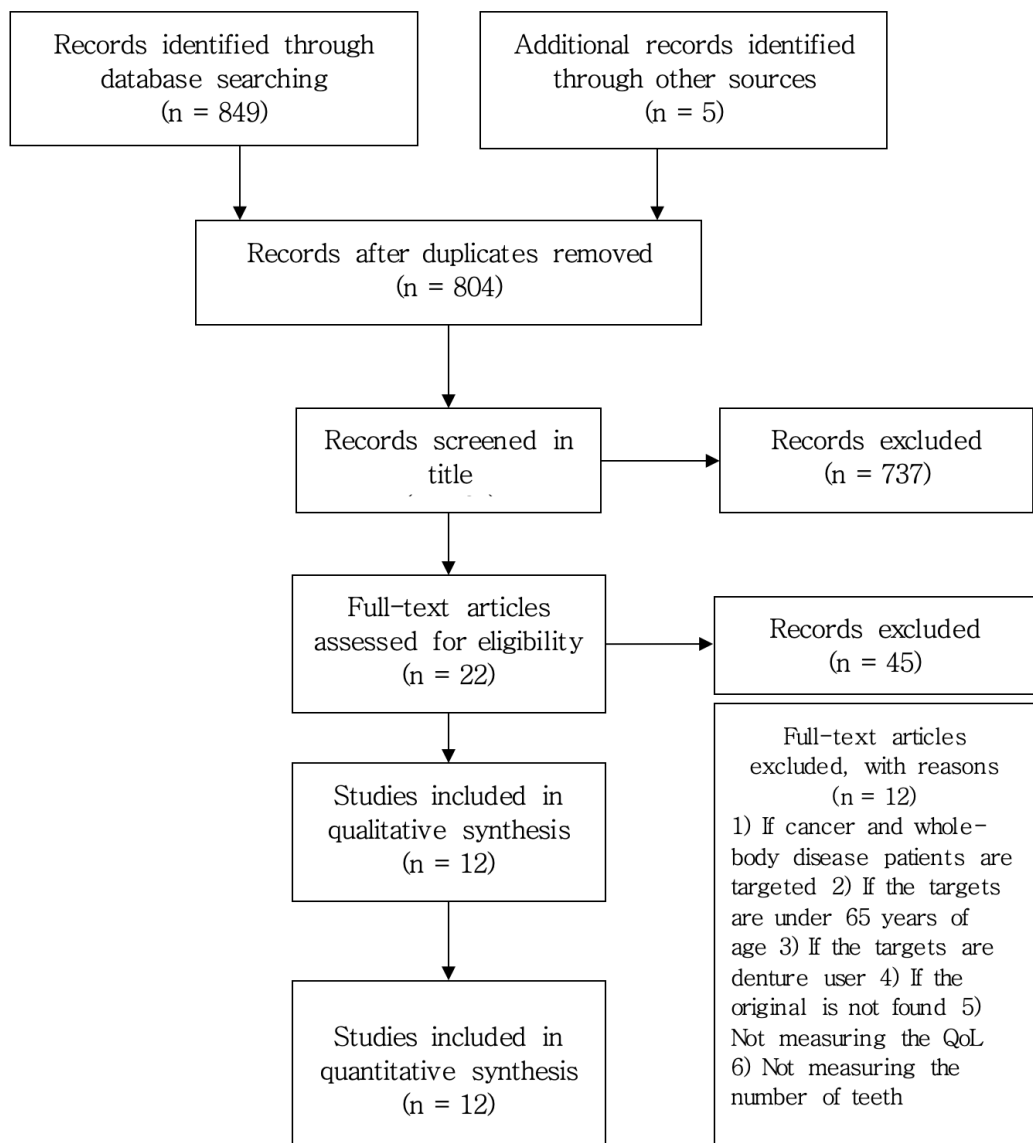 Records identified through
database searching
(n = 849)
Additional records identified
through other sources
(n = 5)
Records after duplicates removed
(n = 804)
Records screened in
title
Records excluded
(n = 737)
Full-text articles
assessed for eligibility
(n = 22)
Records excluded
(n = 45)
Full-text articles
excluded, with reasons
(n = 12)
1) If cancer and whole-
body disease patients are
targeted 2) If the targets
are under 65 years of
age 3) If the targets are
denture user 4) If the
original is not found 5)
Not measuring the QoL
6) Not measuring the
number of teeth
Studies included in
qualitative synthesis
(n = 12)
Studies included in
quantitative synthesis
(n = 12)